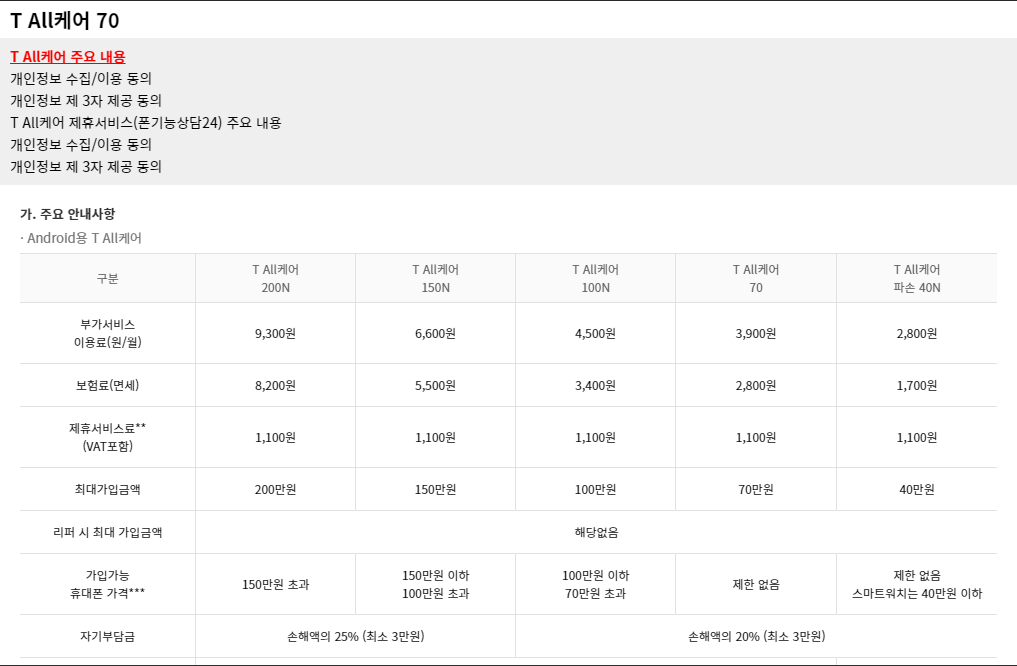 T All케어 70
T All케어 주요 내용
개인정보 수집/이용 동의
개인정보 제 3자 제공 동의
T All케어 제휴서비스(폰기능상담24) 주요 내용
개인정보 수집/이용 동의
개인정보 제 3자 제공 동의
가. 주요 안내사항
· Android용 T All케어
구분 T All케어 200N T All케어 150N T All케어 100N T All케어 70 T All케어 파손 40N
부가서비스 이용료(원/월) 9,300원 6,600원 4,500원 3,900원 2,800원
보험료(면세) 8,200원 5,500원 3,400원 2,800원 1,700원
제휴서비스료** (VAT포함) 1,100원 1,100원 1,100원 1,100원 1,100원
최대가입금액 200만원 150만원 100만원 70만원 40만원
리퍼 시 최대 가입금액 해당없음
가입가능 휴대폰 가격*** 150만원 초과 150만원 이하 100만원 초과 100만원 이하 70만원 초과 제한 없음 제한 없음 스마트워치는 40만원 이하
자기부담금 손해액의 25% (최소 3만원) 손해액의 20% (최소 3만원)